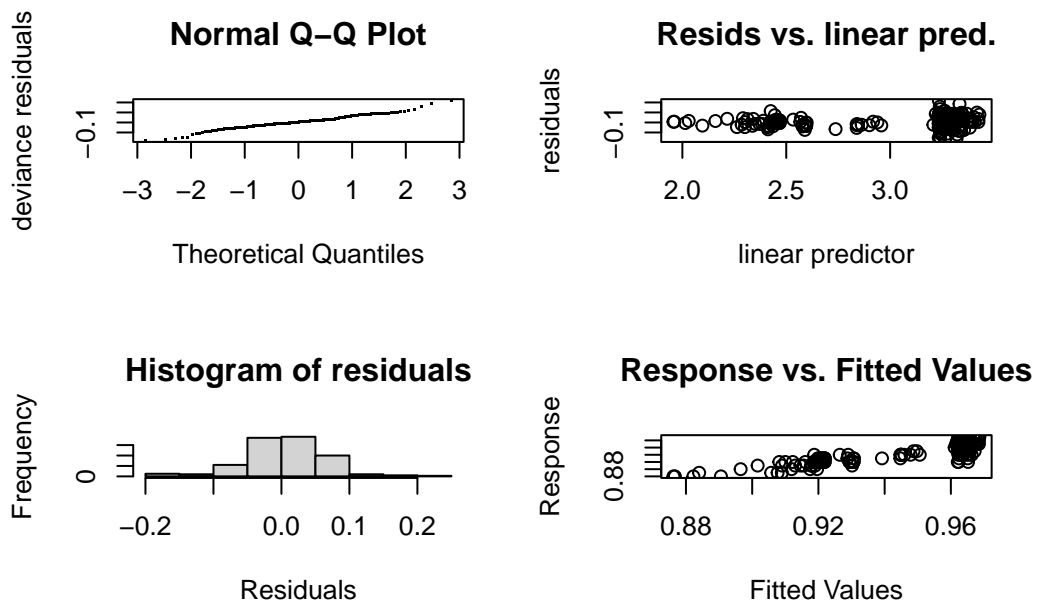 Normal Q−Q Plot
deviance residuals
−0.1
−3 −2 −1 0 1 2 3
Theoretical Quantiles
Resids vs. linear pred.
residuals
−0.1
2.0 2.5 3.0
linear predictor
Histogram of residuals
Frequency
0
−0.2 0.0 0.1 0.2
Residuals
Response vs. Fitted Values
Response
0.88
0.88 0.92 0.96
Fitted Values